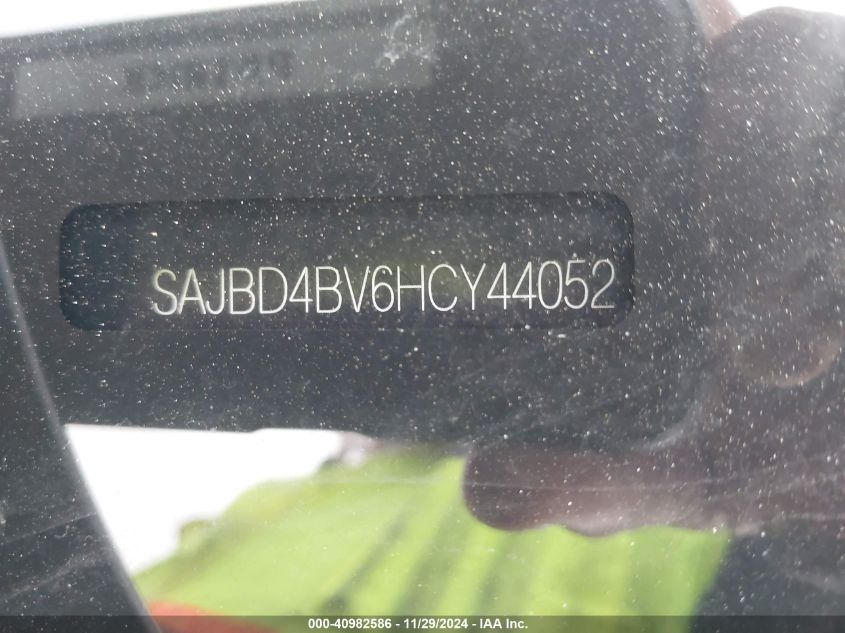 SAJBD4BV6HCY44052
000-40982586 - 11/29/2024 - IAA Inc.